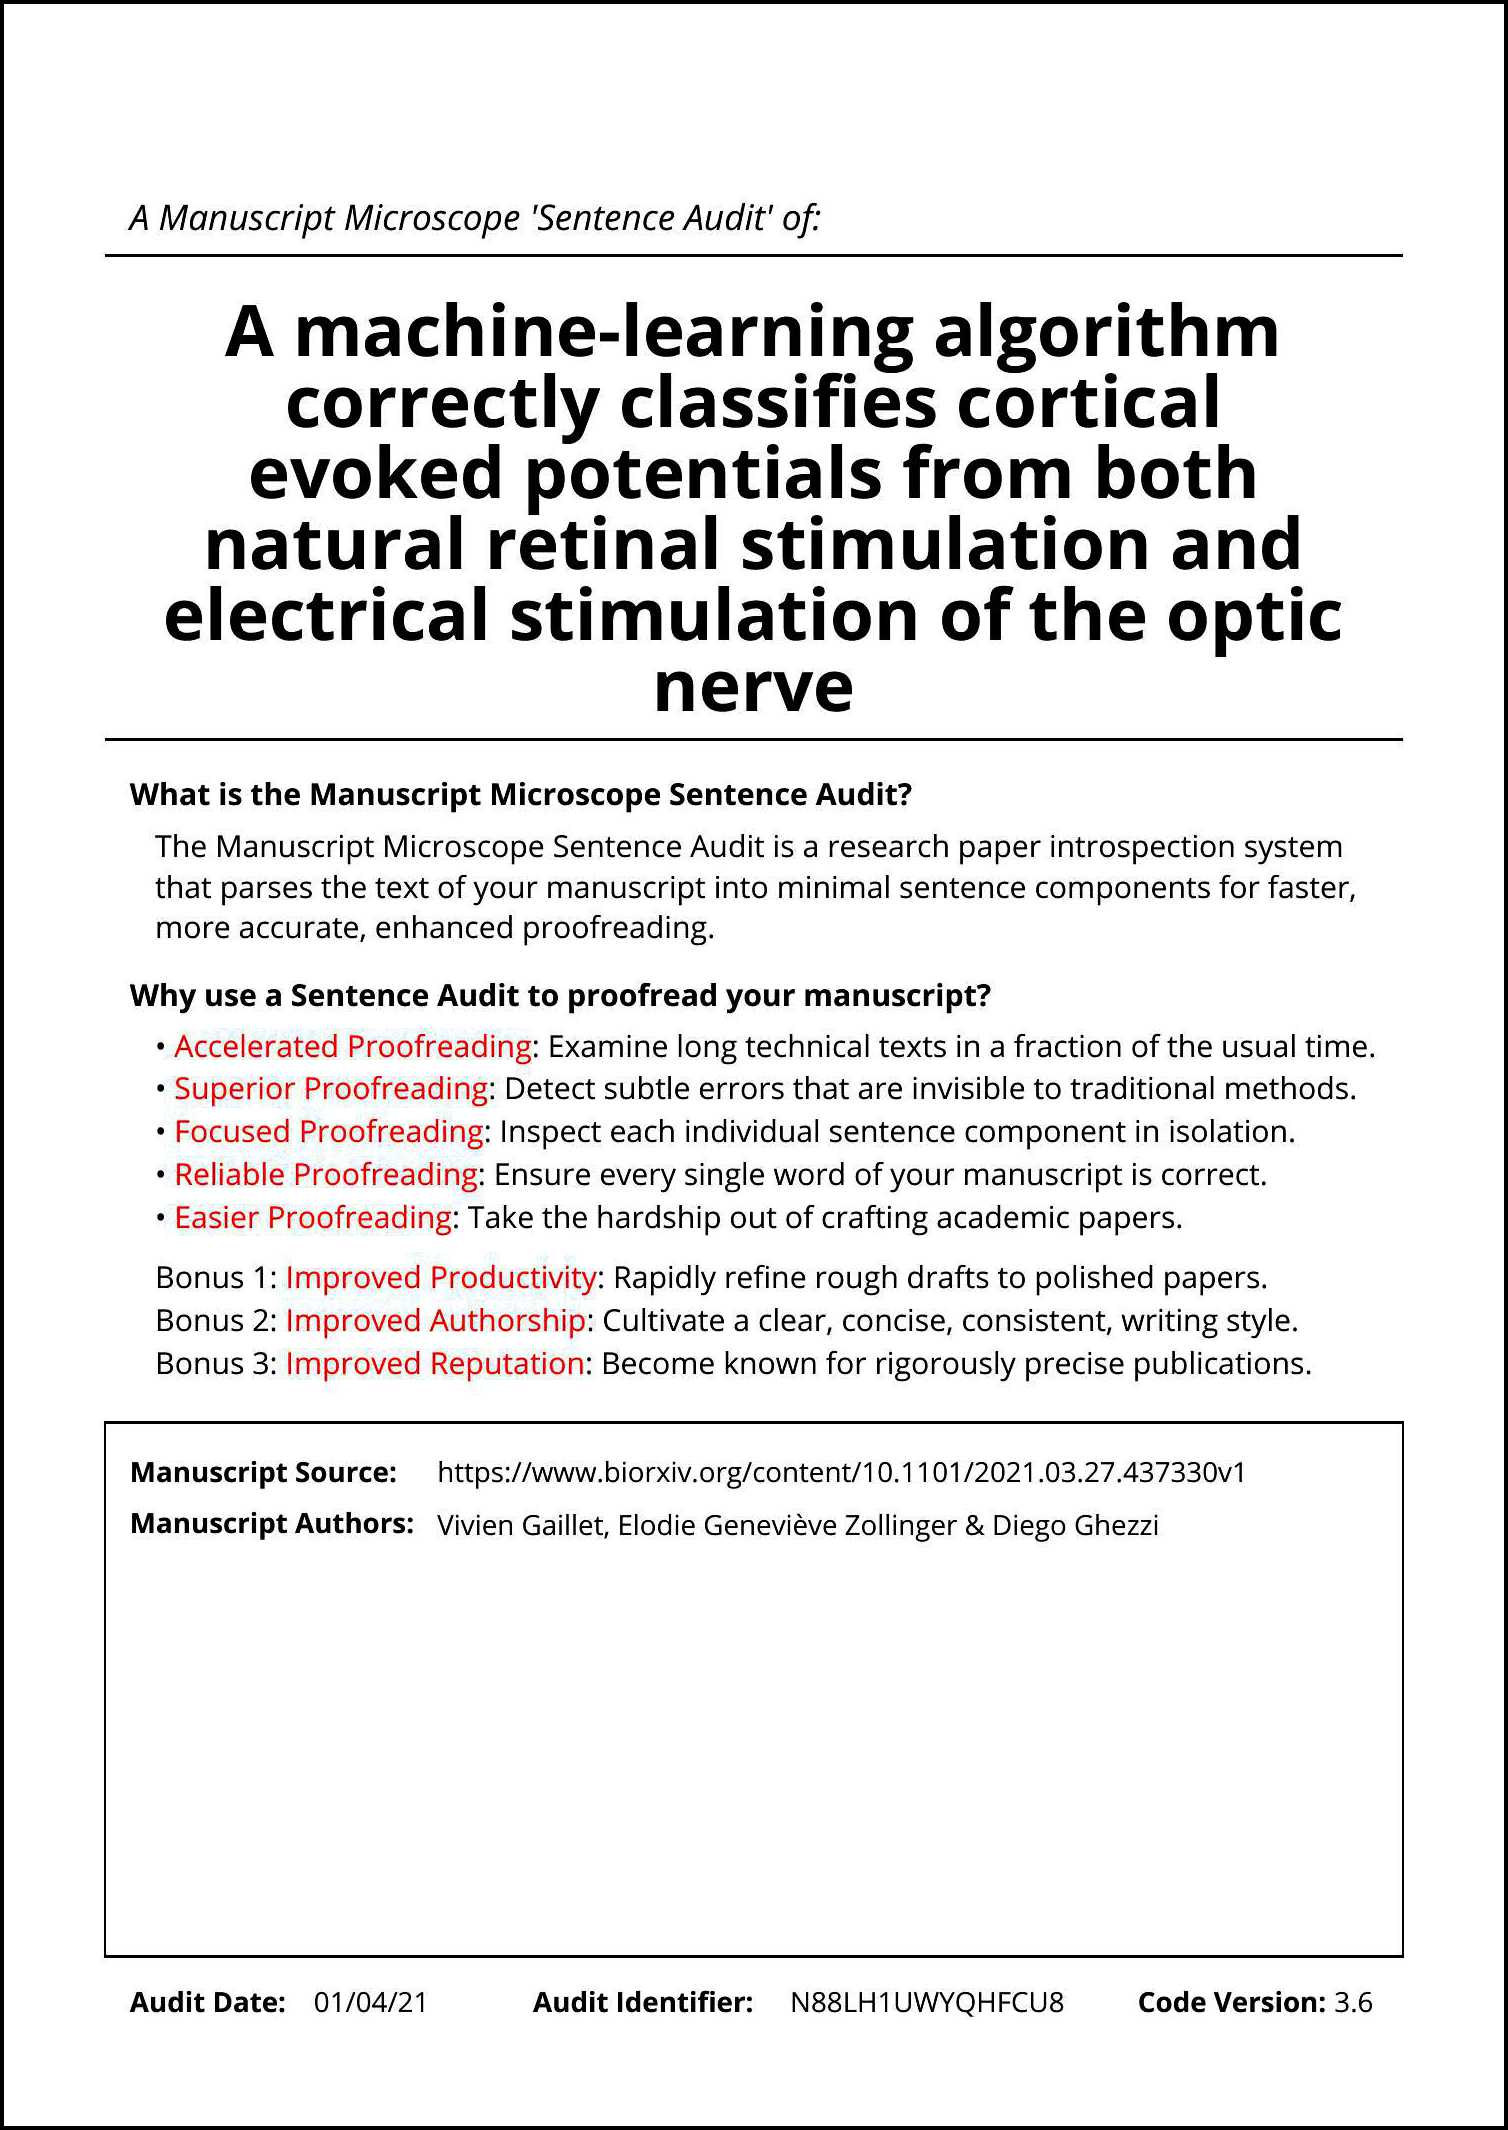 A Manuscript Microscope 'Sentence Audit' of:
A machine-learning algorithm
correctly classifies cortical
evoked potentials from both
natural retinal stimulation and
electrical stimulation of the optic
nerve
What is the Manuscript Microscope Sentence Audit?
The Manuscript Microscope Sentence Audit is a research paper introspection system
that parses the text of your manuscript into minimal sentence components for faster,
more accurate, enhanced proofreading.
Why use a Sentence Audit to proofread your manuscript?
• Accelerated Proofreading: Examine long technical texts in a fraction of the usual time.
• Superior Proofreading: Detect subtle errors that are invisible to traditional methods.
• Focused Proofreading: Inspect each individual sentence component in isolation.
• Reliable Proofreading: Ensure every single word of your manuscript is correct.
• Easier Proofreading: Take the hardship out of crafting academic papers.
Bonus 1: Improved Productivity: Rapidly refine rough drafts to polished papers.
Bonus 2: Improved Authorship: Cultivate a clear, concise, consistent, writing style.
Bonus 3: Improved Reputation: Become known for rigorously precise publications.
Manuscript Source: https://www.biorxiv.org/content/10.1101/2021.03.27.437330v1
Manuscript Authors: Vivien Gaillet, Elodie Geneviève Zollinger & Diego Ghezzi
Audit Date: 01/04/21 Audit Identifier: N88LH1UWYQHFCU8 Code Version: 3.6